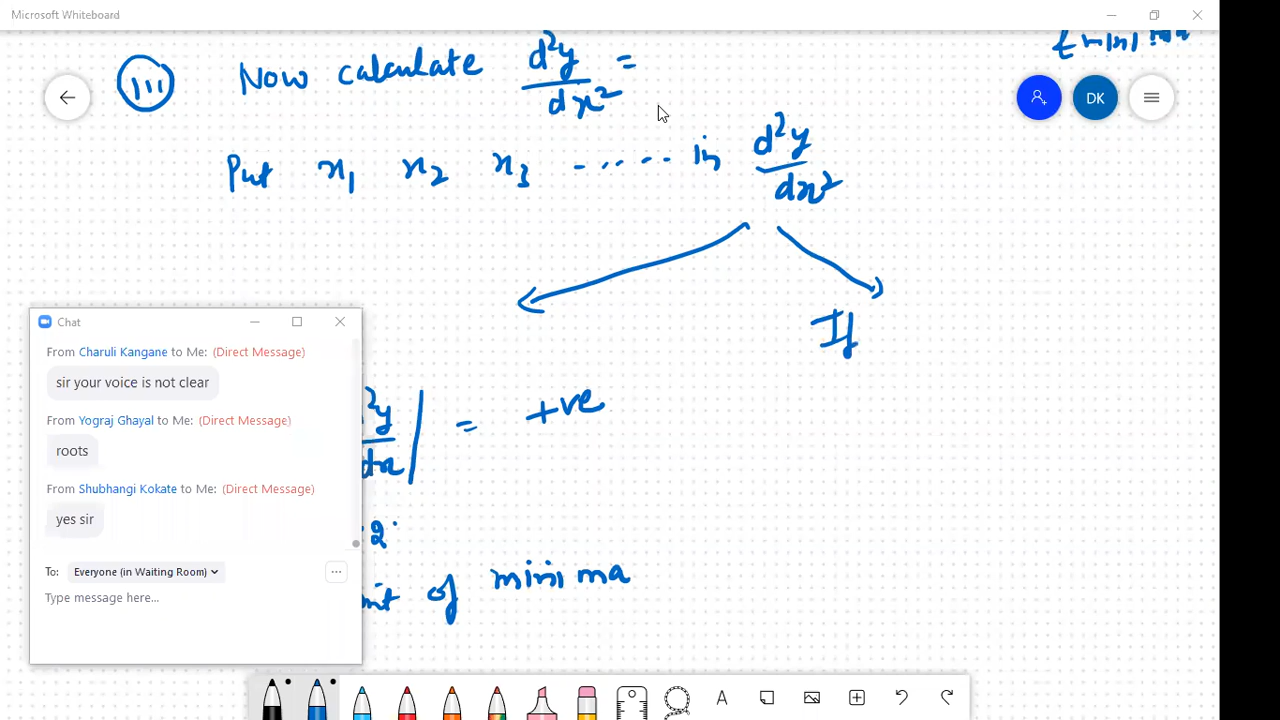 Microsoft Whiteboard
III Now calculate d²y/dx² =
DK
Put x₁ x₂ x₃ ...... in d²y/dx²
If
Chat
From Charuli Kangane to Me: (Direct Message)
sir your voice is not clear
From Yograj Ghayal to Me: (Direct Message)
roots
From Shubhangi Kokate to Me: (Direct Message)
yes sir
To: Everyone (in Waiting Room)
Type message here...
²y/dx | = +ve
2
of minima
A